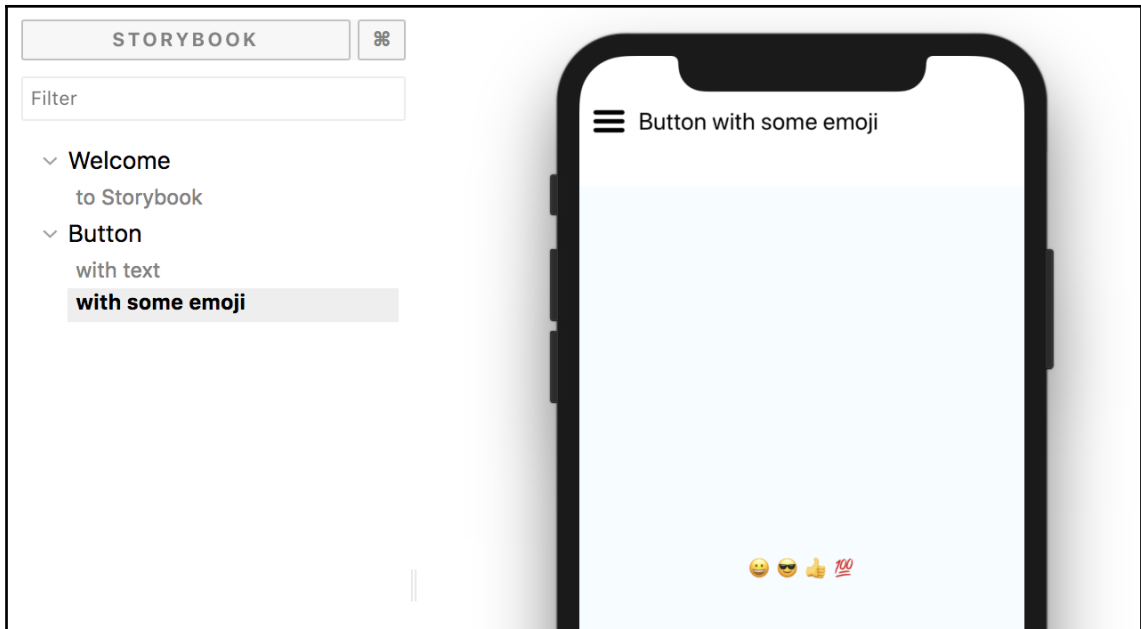 STORYBOOK ⌘
Filter
Welcome
to Storybook
Button
with text
with some emoji
Button with some emoji
😀 😎 👍 💯